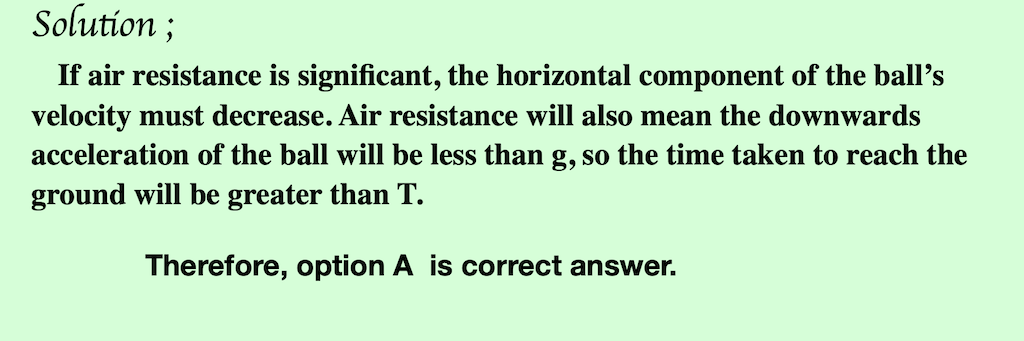 Solution ;
If air resistance is significant, the horizontal component of the ball’s
velocity must decrease. Air resistance will also mean the downwards
acceleration of the ball will be less than g, so the time taken to reach the
ground will be greater than T.
Therefore, option A is correct answer.